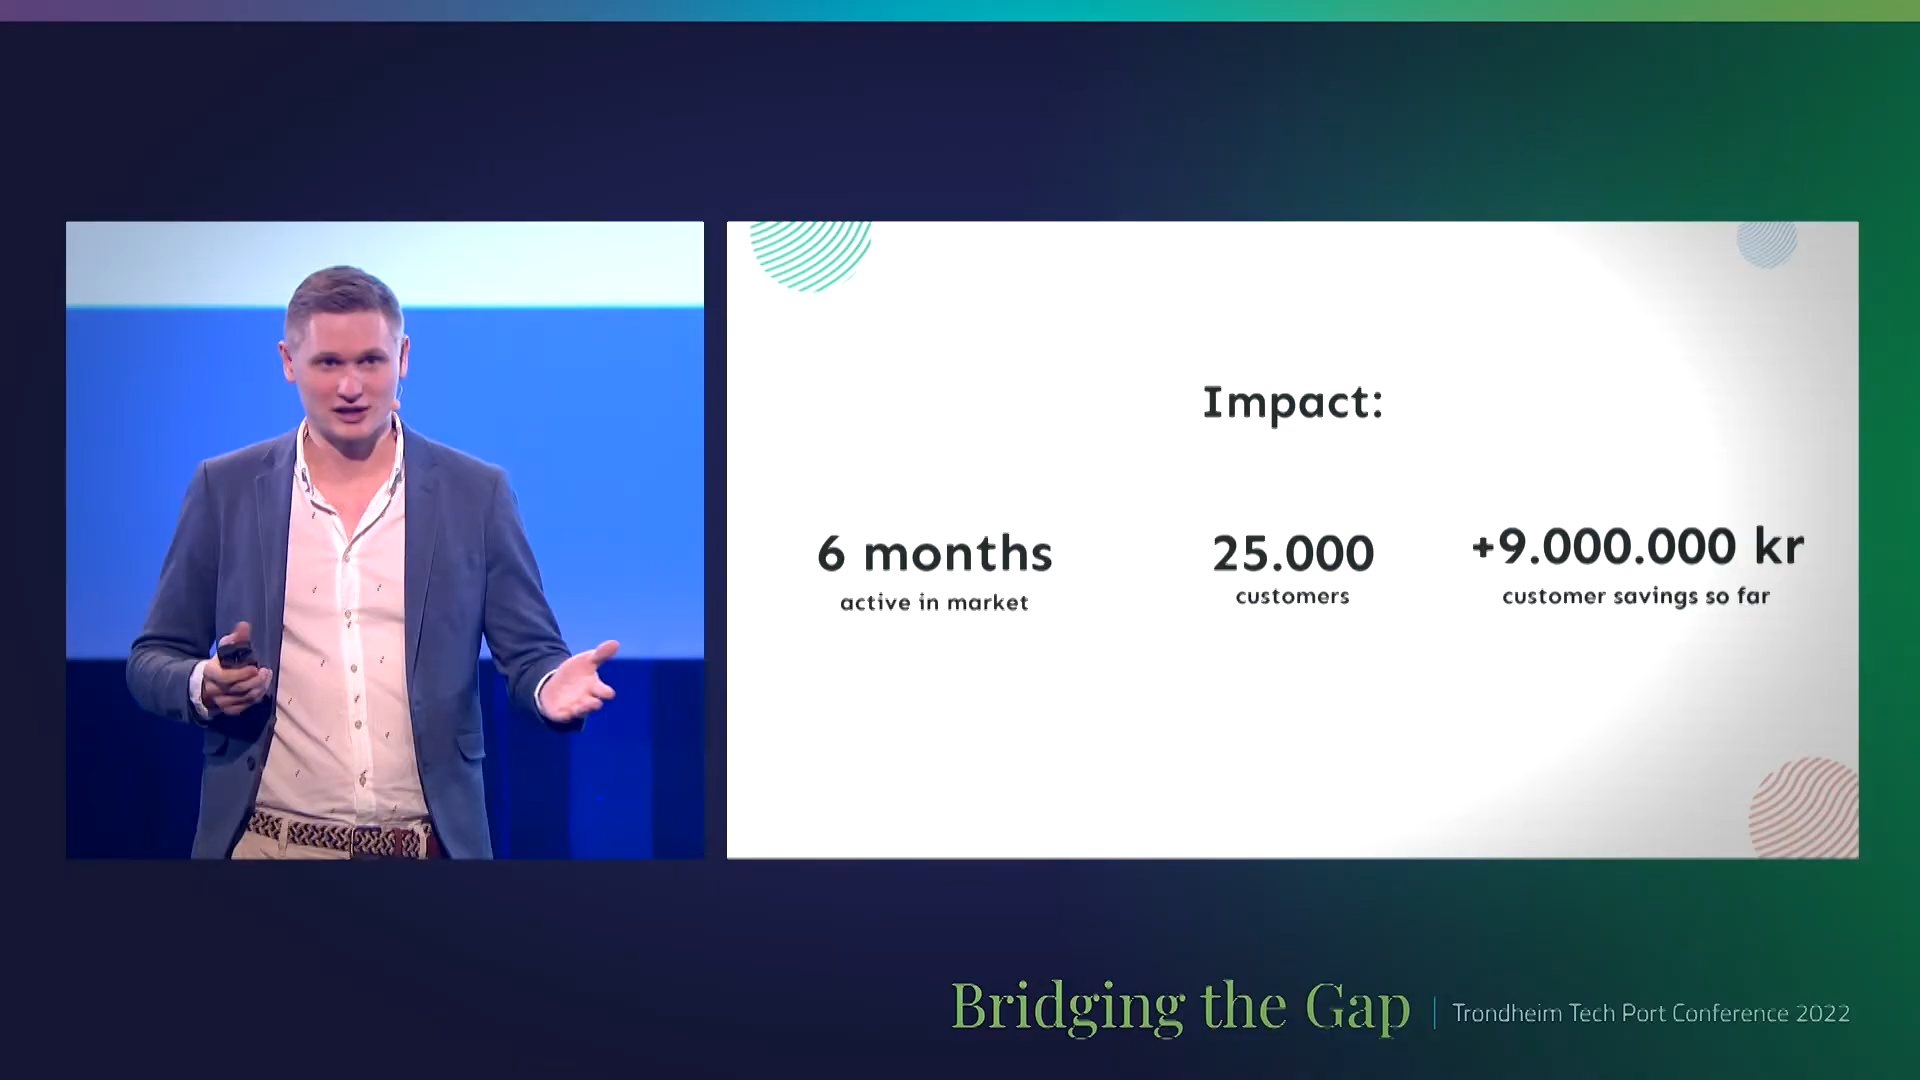 Impact:
6 months
active in market
25.000
customers
+9.000.000 kr
customer savings so far
Bridging the Gap
Trondheim Tech Port Conference 2022